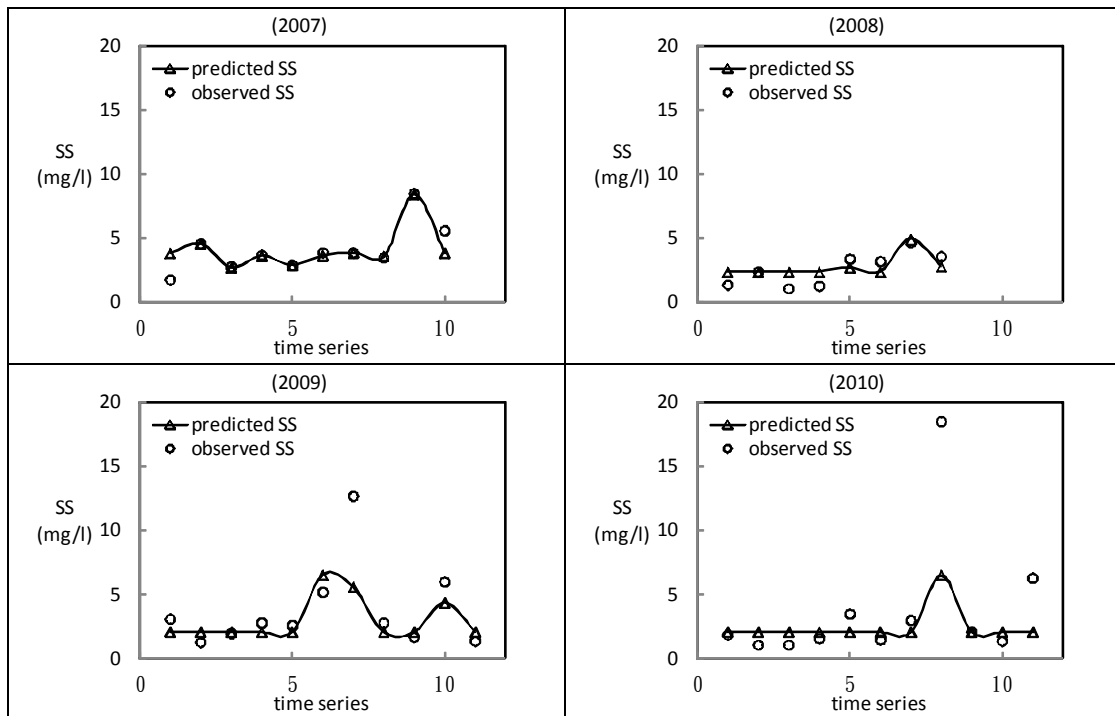 (2007)
20
15
10
5
0
predicted SS
observed SS
SS
(mg/l)
0 5 10
time series
(2008)
20
15
10
5
0
predicted SS
observed SS
SS
(mg/l)
0 5 10
time series
(2009)
20
15
10
5
0
predicted SS
observed SS
SS
(mg/l)
0 5 10
time series
(2010)
20
15
10
5
0
predicted SS
observed SS
SS
(mg/l)
0 5 10
time series